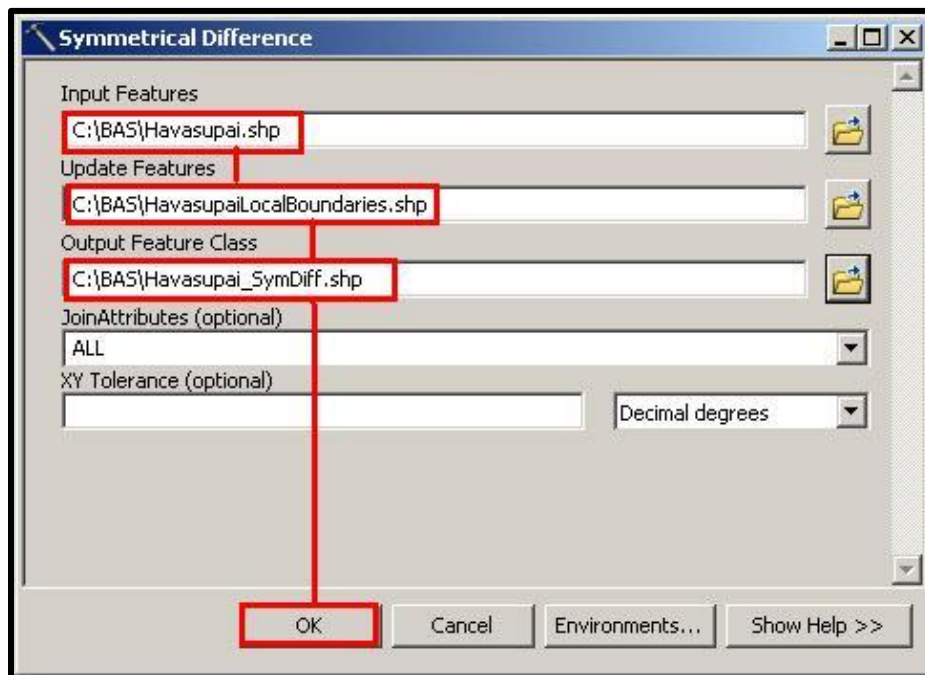 Symmetrical Difference
Input Features
C:\BAS\Havasupai.shp
Update Features
C:\BAS\HavasupaiLocalBoundaries.shp
Output Feature Class
C:\BAS\Havasupai_SymDiff.shp
JoinAttributes (optional)
ALL
XY Tolerance (optional)
Decimal degrees
OK Cancel Environments... Show Help >>